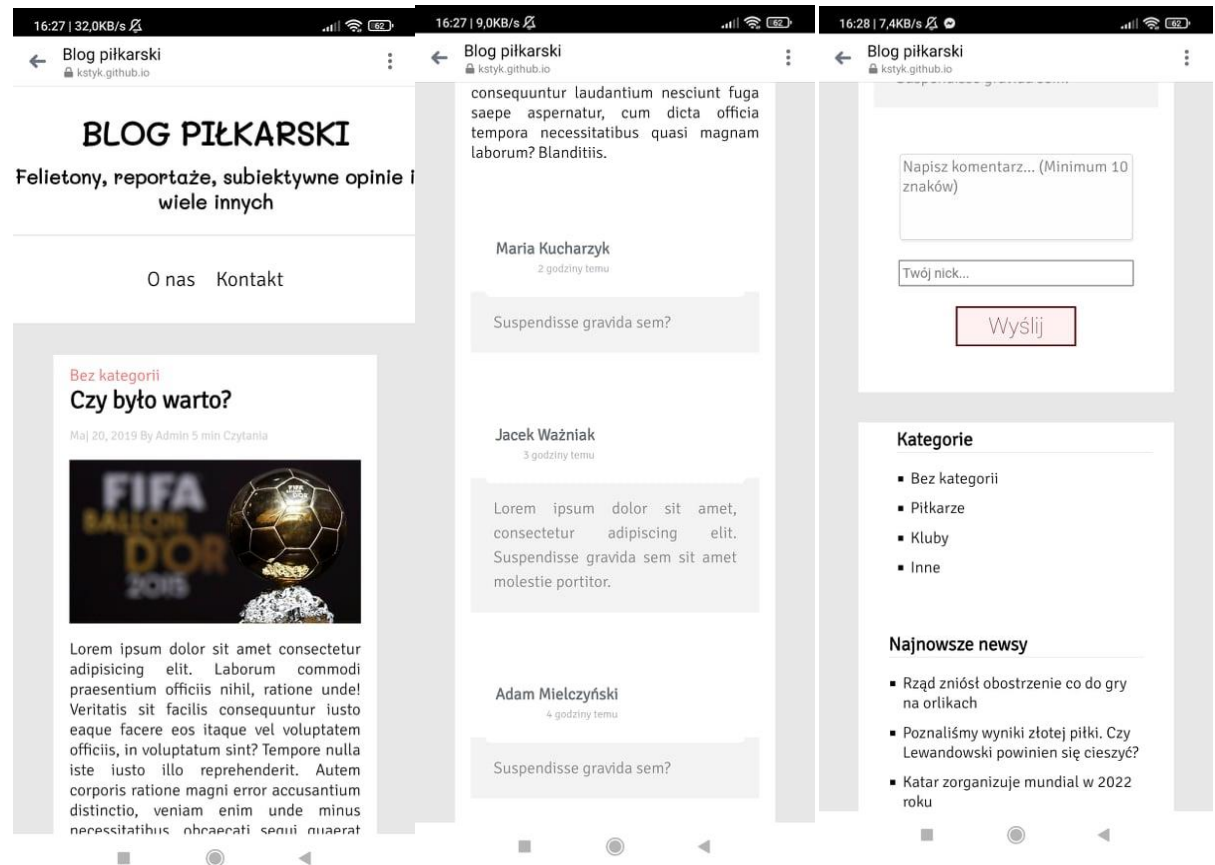 16:27 | 32,0KB/s
62
Blog piłkarski
kstyk.github.io
BLOG PIŁKARSKI
Felietony, reportaże, subiektywne opinie i
wiele innych
O nas Kontakt
Bez kategorii
Czy było warto?
Maj 20, 2019 By Admin 5 min Czytania
FIFA
BALLON
D'OR
2015
Lorem ipsum dolor sit amet consectetur
adipisicing elit. Laborum commodi
praesentium officiis nihil, ratione unde!
Veritatis sit facilis consequuntur iusto
eaque facere eos itaque vel voluptatem
officiis, in voluptatum sint? Tempore nulla
iste iusto illo reprehenderit. Autem
corporis ratione magni error accusantium
distinctio, veniam enim unde minus
necessitatibus, obcaecati sequi quaerat
16:27 | 9,0KB/s
62
Blog piłkarski
kstyk.github.io
consequuntur laudantium nesciunt fuga
saepe aspernatur, cum dicta officia
tempora necessitatibus quasi magnam
laborum? Blanditiis.
Maria Kucharzyk
2 godziny temu
Suspendisse gravida sem?
Jacek Ważniak
3 godziny temu
Lorem ipsum dolor sit amet,
consectetur adipiscing elit.
Suspendisse gravida sem sit amet
molestie portitor.
Adam Mielczyński
4 godziny temu
Suspendisse gravida sem?
16:28 | 7,4KB/s
62
Blog piłkarski
kstyk.github.io
Suspendisse gravida sem?
Napisz komentarz... (Minimum 10
znaków)
Twój nick...
Wyślij
Kategorie
Bez kategorii
Piłkarze
Kluby
Inne
Najnowsze newsy
Rząd zniósł obostrzenie co do gry
na orlikach
Poznaliśmy wyniki złotej piłki. Czy
Lewandowski powinien się cieszyć?
Katar zorganizuje mundial w 2022
roku